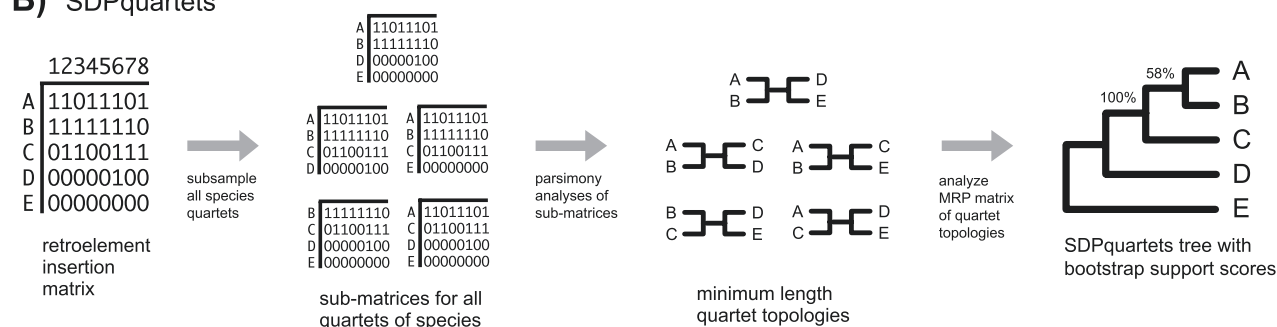 B) SDPquartets
12345678
A 11011101
B 11111110
C 01100111
D 00000100
E 00000000
retroelement
insertion
matrix
subsample
all species
quartets
A 11011101
B 11111110
D 00000100
E 00000000
A 11011101
B 11111110
C 01100111
D 00000100
A 11011101
B 11111110
C 01100111
E 00000000
B 11111110
C 01100111
D 00000100
E 00000000
A 11011101
C 01100111
D 00000100
E 00000000
sub-matrices for all
quartets of species
parsimony
analyses of
sub-matrices
A D
B E
A C
B D
A C
B E
B D
C E
A D
C E
minimum length
quartet topologies
analyze
MRP matrix
of quartet
topologies
58%
100%
A
B
C
D
E
SDPquartets tree with
bootstrap support scores